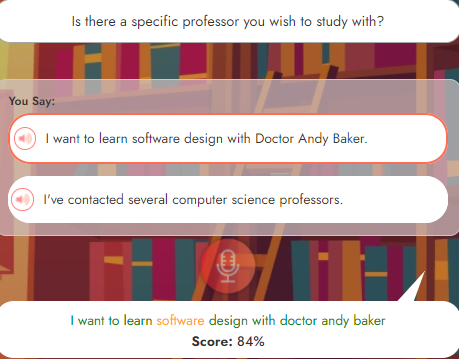 Is there a specific professor you wish to study with?
You Say:
I want to learn software design with Doctor Andy Baker.
I've contacted several computer science professors.
I want to learn software design with doctor andy baker
Score: 84%